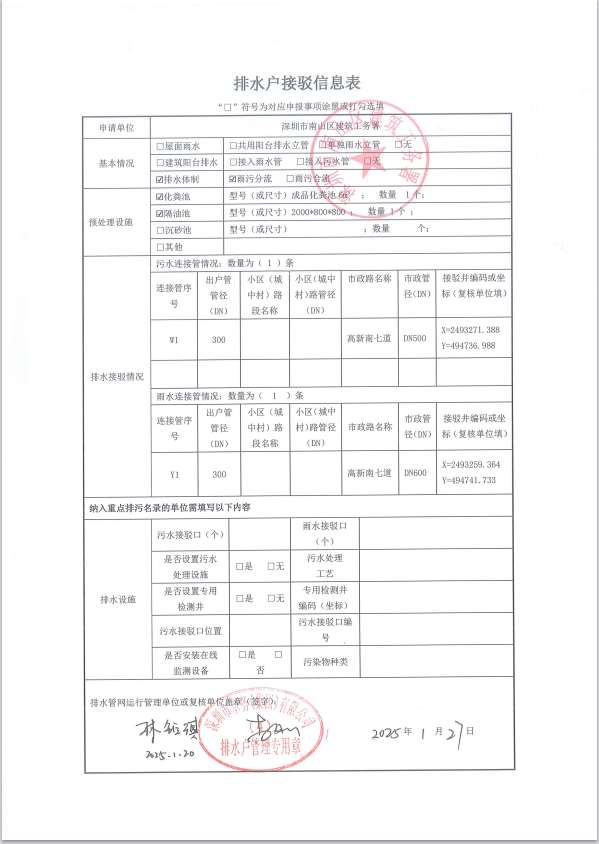 排水户接驳信息表
“□”符号为对应申报事项涂黑或打勾选填
申请单位 深圳市南山区建筑工务署
基本情况
□屋面雨水 □共用阳台排水立管 □单独雨水立管 □无
□建筑阳台排水 □接入雨水管 □接入污水管 □无
☑排水体制 ☑雨污分流 □雨污合流
预处理设施
☑化粪池 型号（或尺寸）成品化粪池 6m³ ； 数量 1 个；
☑隔油池 型号（或尺寸）2000*800*800 ； 数量 1 个 ；
□沉砂池 型号（或尺寸） ；数量 个；
□其他
排水接驳情况
污水连接管情况：数量为（ 1 ）条
连接管序号 出户管管径（DN） 小区（城中村）路段名称 小区（城中村）路管径（DN） 市政路名称 市政管径(DN) 接驳井编码或坐标（复核单位填）
W1 300 高新南七道 DN500 X=2493271.388
Y=494736.988
雨水连接管情况：数量为（ 1 ）条
连接管序号 出户管管径（DN） 小区（城中村）路段名称 小区（城中村）路管径（DN） 市政路名称 市政管径(DN) 接驳井编码或坐标（复核单位填）
Y1 300 高新南七道 DN600 X=2493259.364
Y=494741.733
纳入重点排污名录的单位需填写以下内容
排水设施
污水接驳口（个） 雨水接驳口（个）
是否设置污水处理设施 □是 □无 污水处理工艺
是否设置专用检测井 □是 □无 专用检测井编码（坐标）
污水接驳口位置 污水接驳口编号
是否安装在线监测设备 □是 □否 污染物种类
排水管网运行管理单位或复核单位盖章（签字）：
2025.1.20
2025年 1 月 27 日
排水户管理专用章